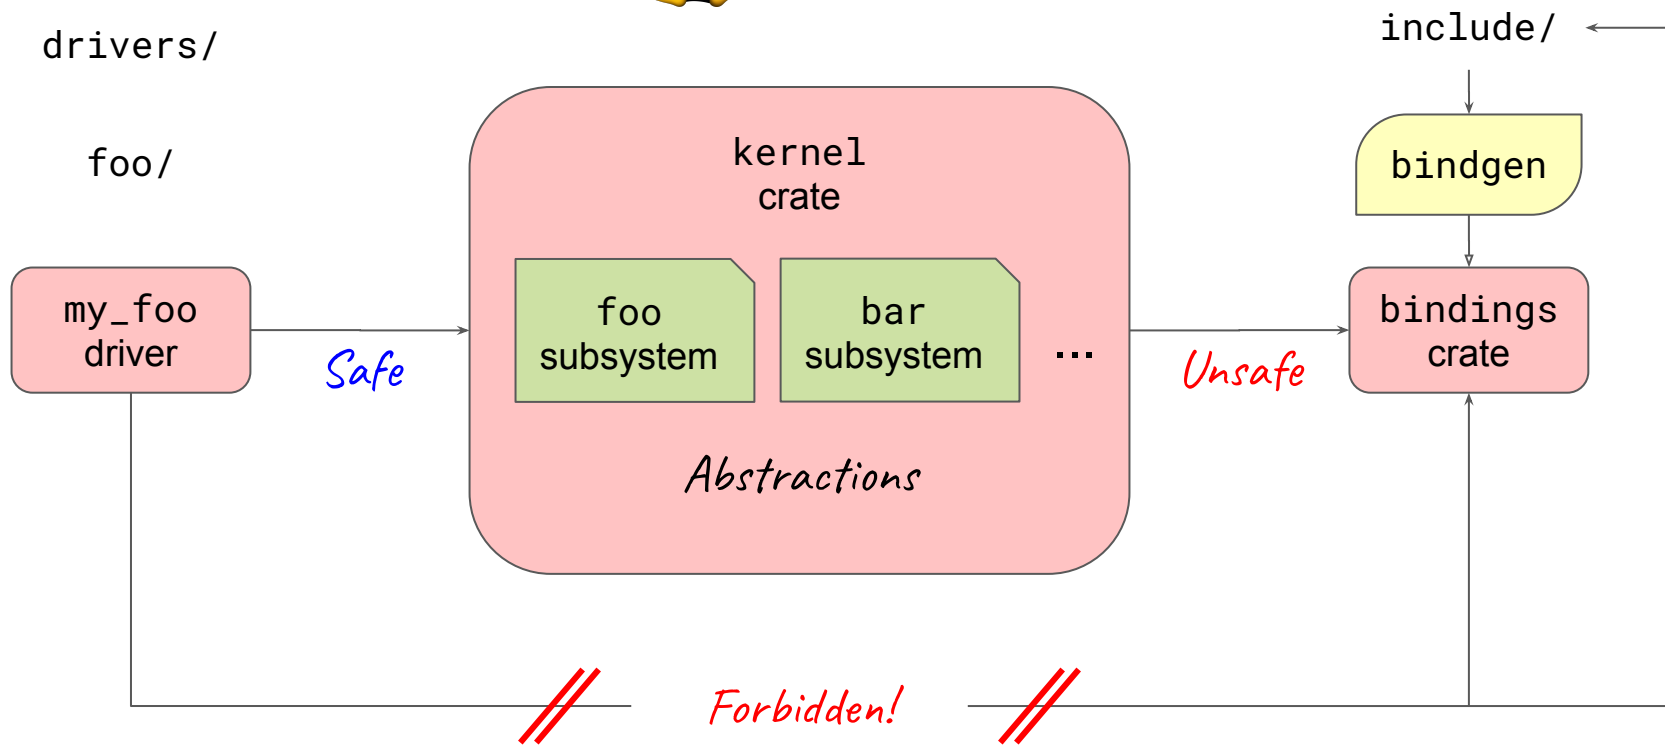 drivers/
include/
foo/
kernel
crate
bindgen
my_foo
driver
Safe
foo
subsystem
bar
subsystem
...
Unsafe
bindings
crate
Abstractions
Forbidden!